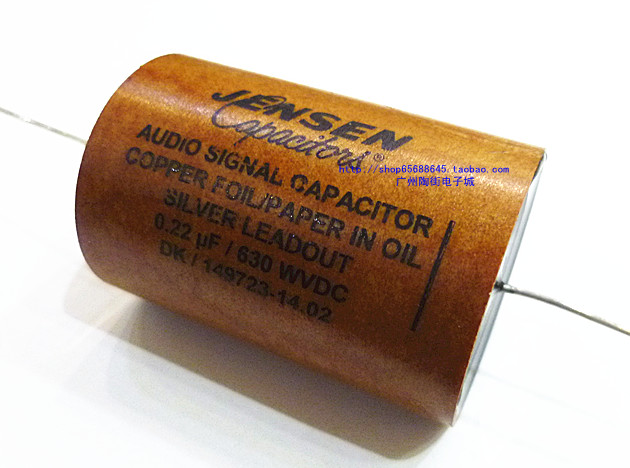 JENSEN
Capacitors®
AUDIO SIGNAL CAPACITOR
COPPER FOIL/PAPER IN OIL
SILVER LEADOUT
0.22 µF / 630 WVDC
DK / 149723-14.02
http://shop65688645.taobao.com
广州陶街电子城